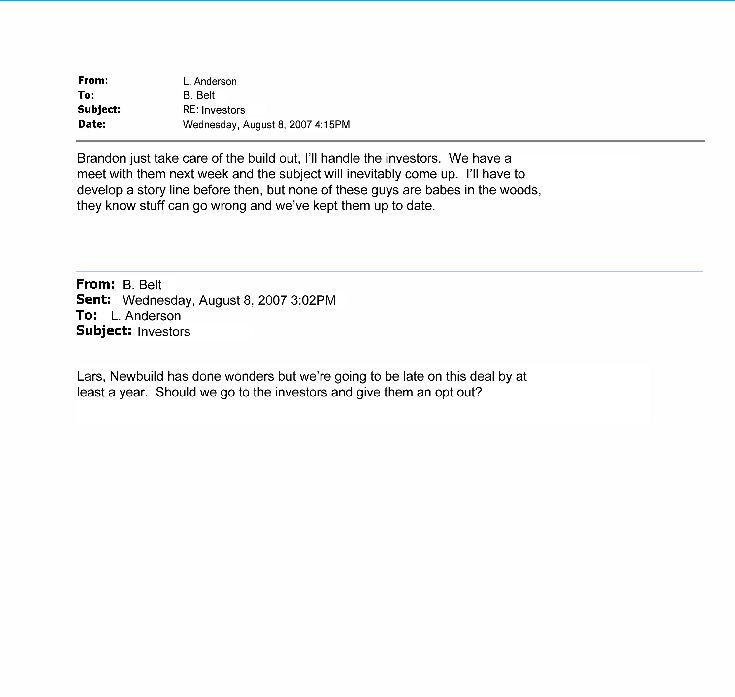 From: L. Anderson
To: B. Belt
Subject: RE: Investors
Date: Wednesday, August 8, 2007 4:15PM
Brandon just take care of the build out, I'll handle the investors.  We have a
meet with them next week and the subject will inevitably come up.  I'll have to
develop a story line before then, but none of these guys are babes in the woods,
they know stuff can go wrong and we've kept them up to date.
From: B. Belt
Sent: Wednesday, August 8, 2007 3:02PM
To: L. Anderson
Subject: Investors
Lars, Newbuild has done wonders but we're going to be late on this deal by at
least a year.  Should we go to the investors and give them an opt out?